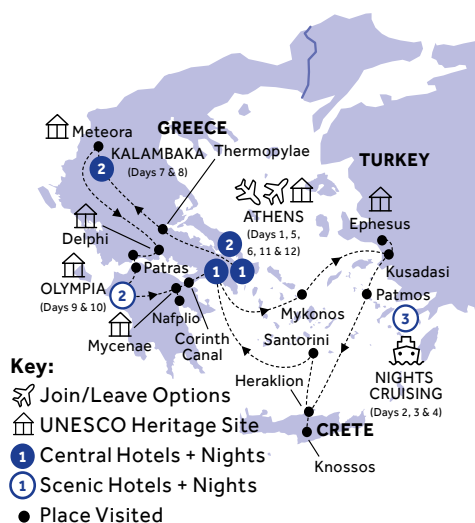 Meteora
GREECE
KALAMBAKA
2
(Days 7 & 8)
Thermopylae
TURKEY
ATHENS
(Days 1, 5,
6, 11 & 12)
Ephesus
Delphi
2
Kusadasi
Patras
1
1
OLYMPIA
(Days 9 & 10)
2
Patmos
3
Mykonos
Nafplio
Mycenae
Corinth
Canal
Santorini
NIGHTS
CRUISING
(Days 2, 3 & 4)
Heraklion
CRETE
Knossos
Key:
Join/Leave Options
UNESCO Heritage Site
1 Central Hotels + Nights
1 Scenic Hotels + Nights
Place Visited